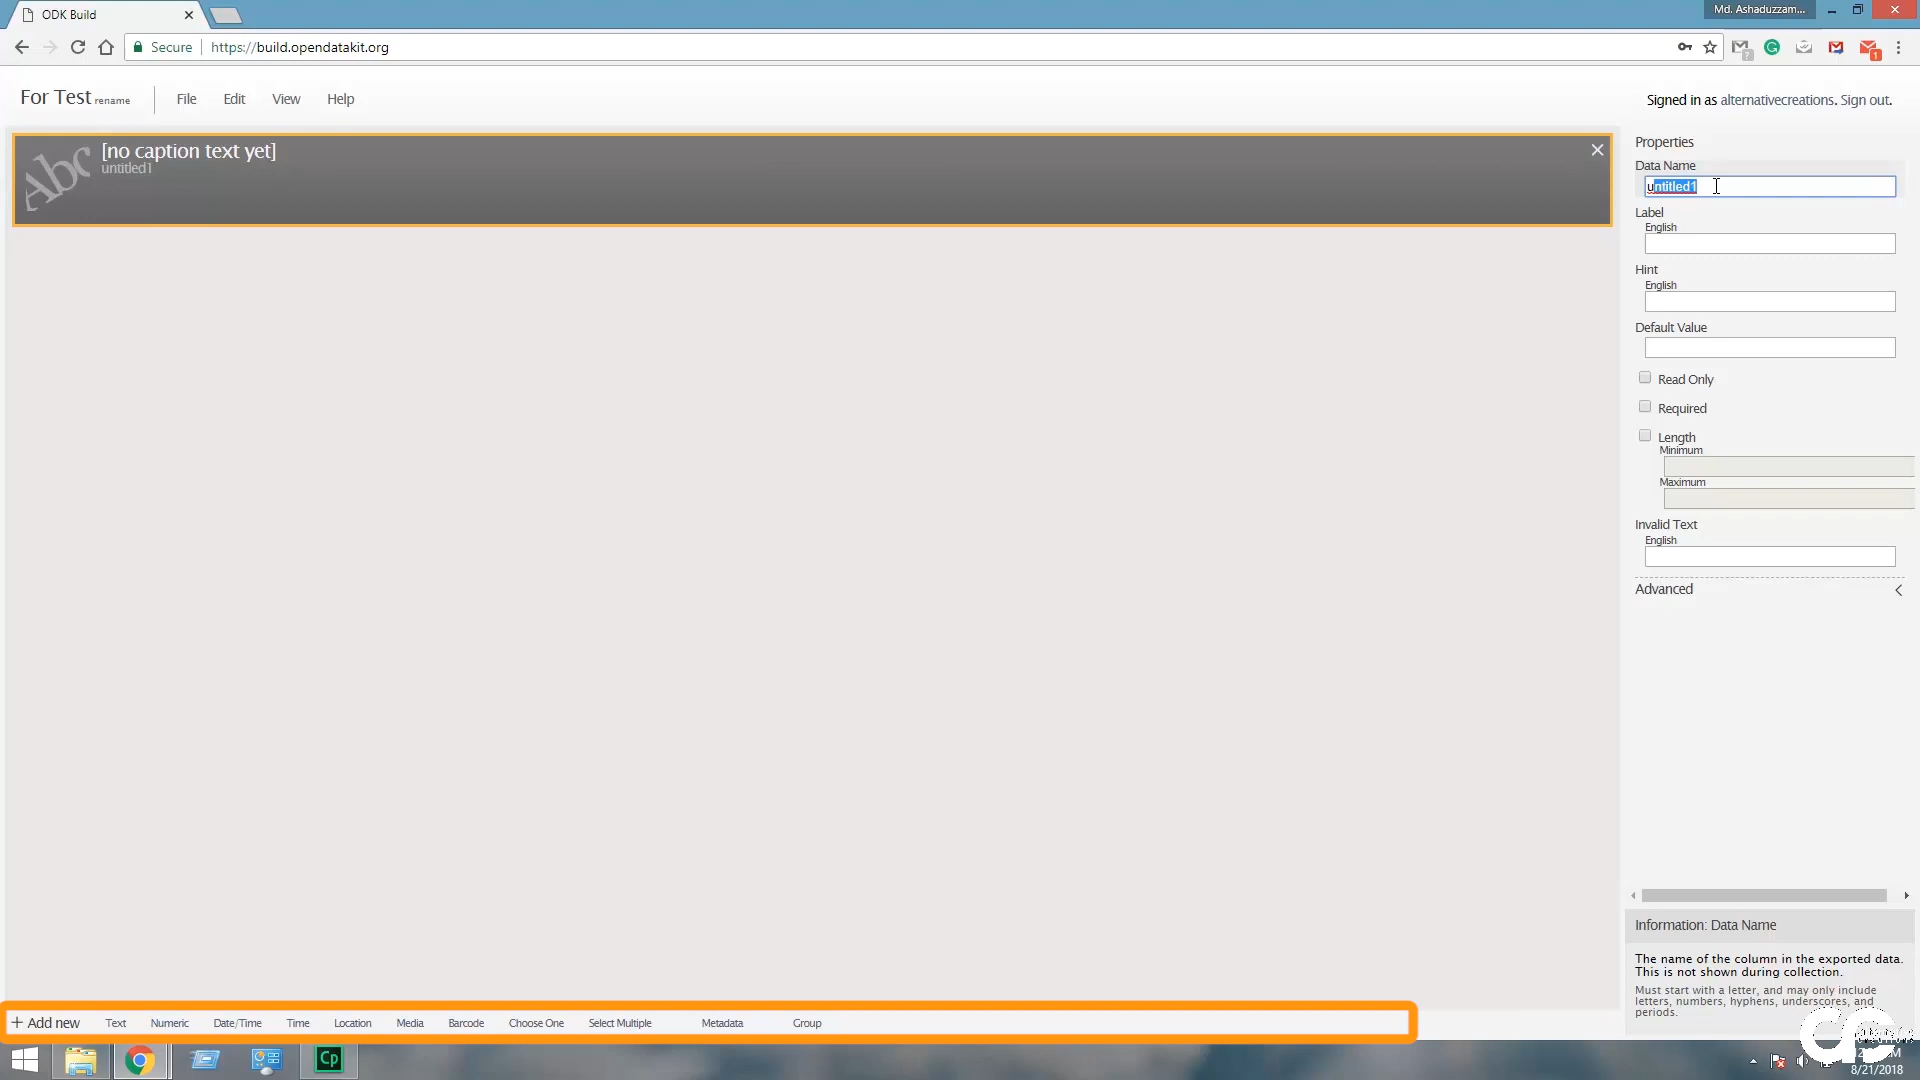 ODK Build
Md. Ashaduzzam...
Secure
https://build.opendatakit.org
For Test rename
File Edit View Help
Signed in as alternativecreations. Sign out.
Abc
[no caption text yet]
untitled1
Properties
Data Name
untitled1
Label
English
Hint
English
Default Value
Read Only
Required
Length
Minimum
Maximum
Invalid Text
English
Advanced
Information: Data Name
The name of the column in the exported data.
This is not shown during collection.
Must start with a letter, and may only include
letters, numbers, hyphens, underscores, and
periods.
+ Add new Text Numeric Date/Time Time Location Media Barcode Choose One Select Multiple Metadata Group
Cp
8/21/2018